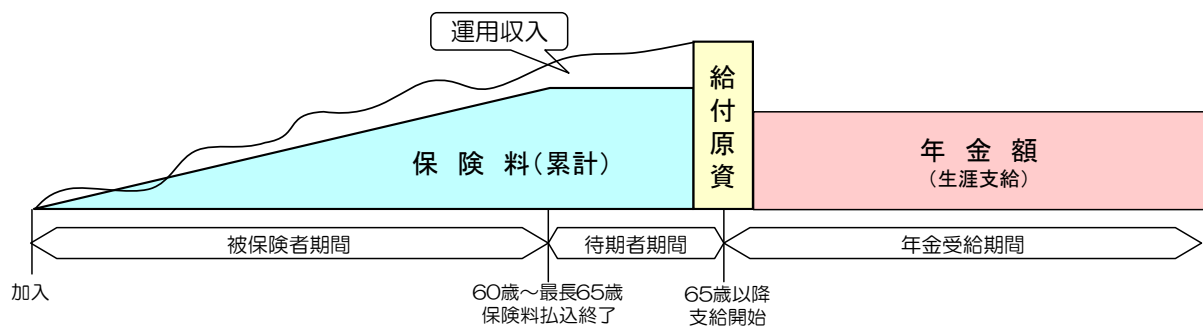 運用収入
給付原資
保険料(累計)
年金額
(生涯支給)
被保険者期間
待期者期間
年金受給期間
加入
60歳～最長65歳
保険料払込終了
65歳以降
支給開始